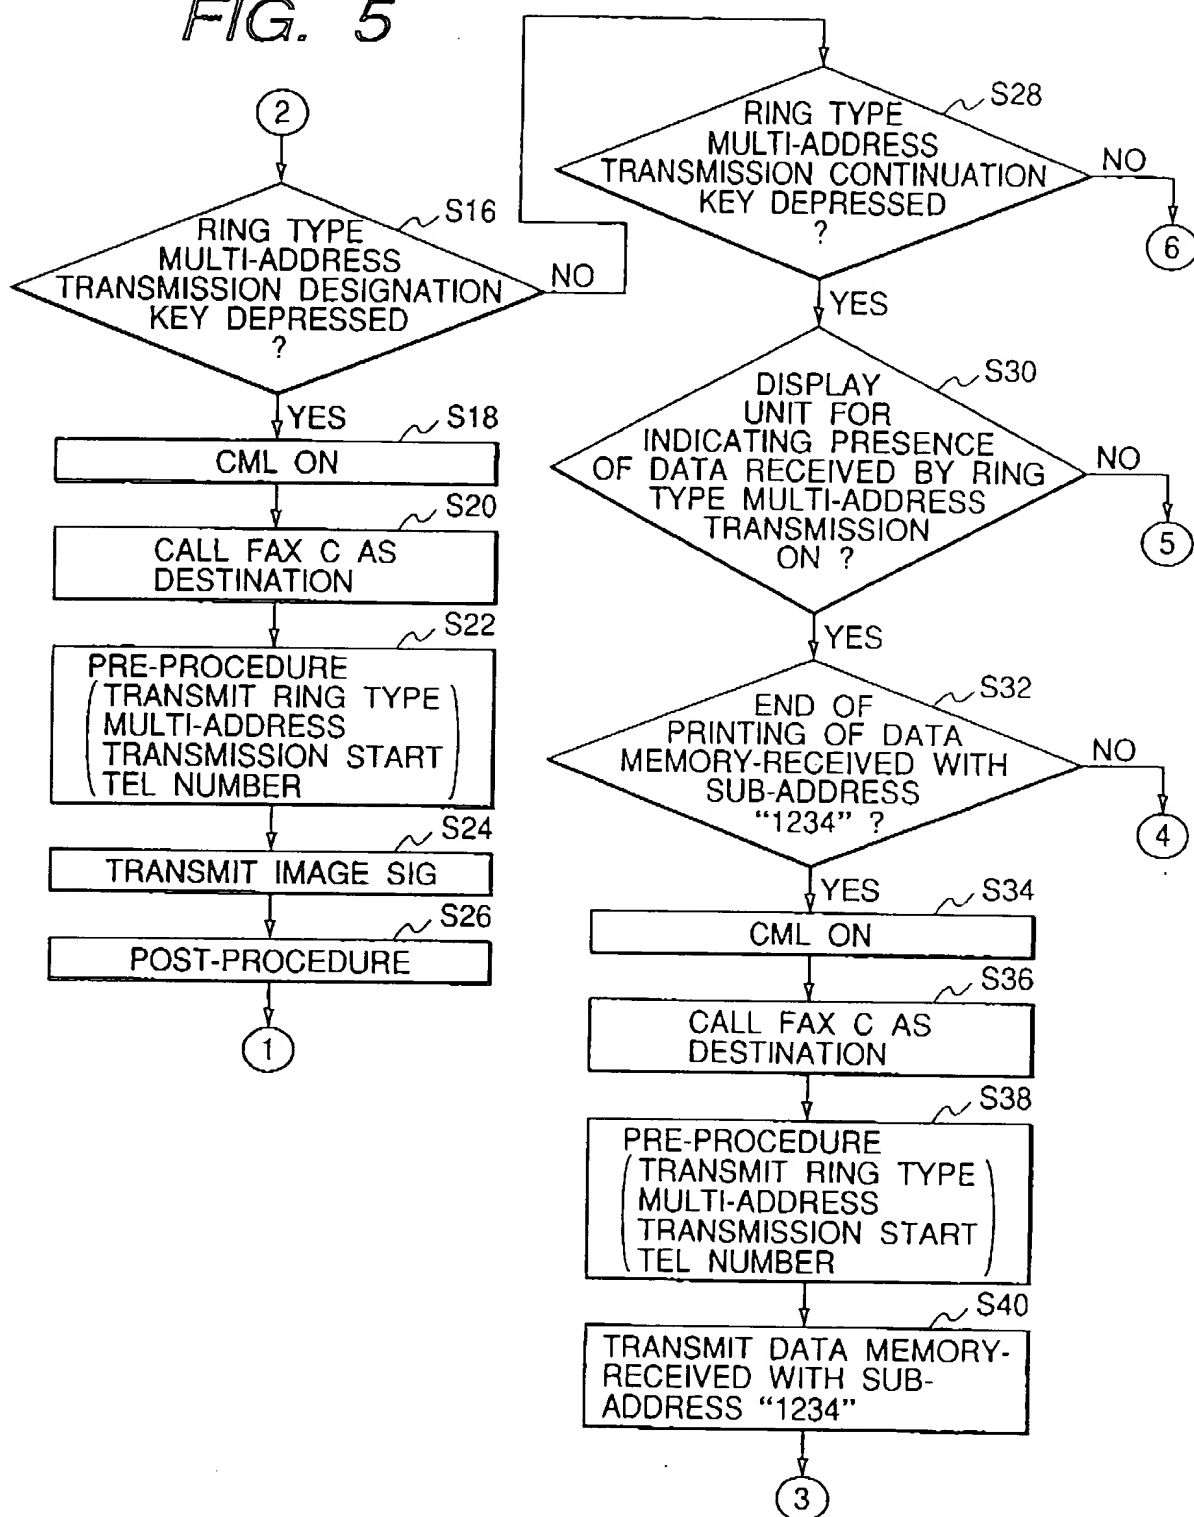 FIG. 5
2
S16
RING TYPE
MULTI-ADDRESS
TRANSMISSION DESIGNATION
KEY DEPRESSED
?
NO
YES
S18
CML ON
S20
CALL FAX C AS
DESTINATION
S22
PRE-PROCEDURE
(TRANSMIT RING TYPE
MULTI-ADDRESS
TRANSMISSION START
TEL NUMBER)
S24
TRANSMIT IMAGE SIG
S26
POST-PROCEDURE
1
S28
RING TYPE
MULTI-ADDRESS
TRANSMISSION CONTINUATION
KEY DEPRESSED
?
NO
6
YES
S30
DISPLAY
UNIT FOR
INDICATING PRESENCE
OF DATA RECEIVED BY RING
TYPE MULTI-ADDRESS
TRANSMISSION
ON ?
NO
5
YES
S32
END OF
PRINTING OF DATA
MEMORY-RECEIVED WITH
SUB-ADDRESS
“1234” ?
NO
4
YES
S34
CML ON
S36
CALL FAX C AS
DESTINATION
S38
PRE-PROCEDURE
(TRANSMIT RING TYPE
MULTI-ADDRESS
TRANSMISSION START
TEL NUMBER)
S40
TRANSMIT DATA MEMORY-
RECEIVED WITH SUB-
ADDRESS “1234”
3